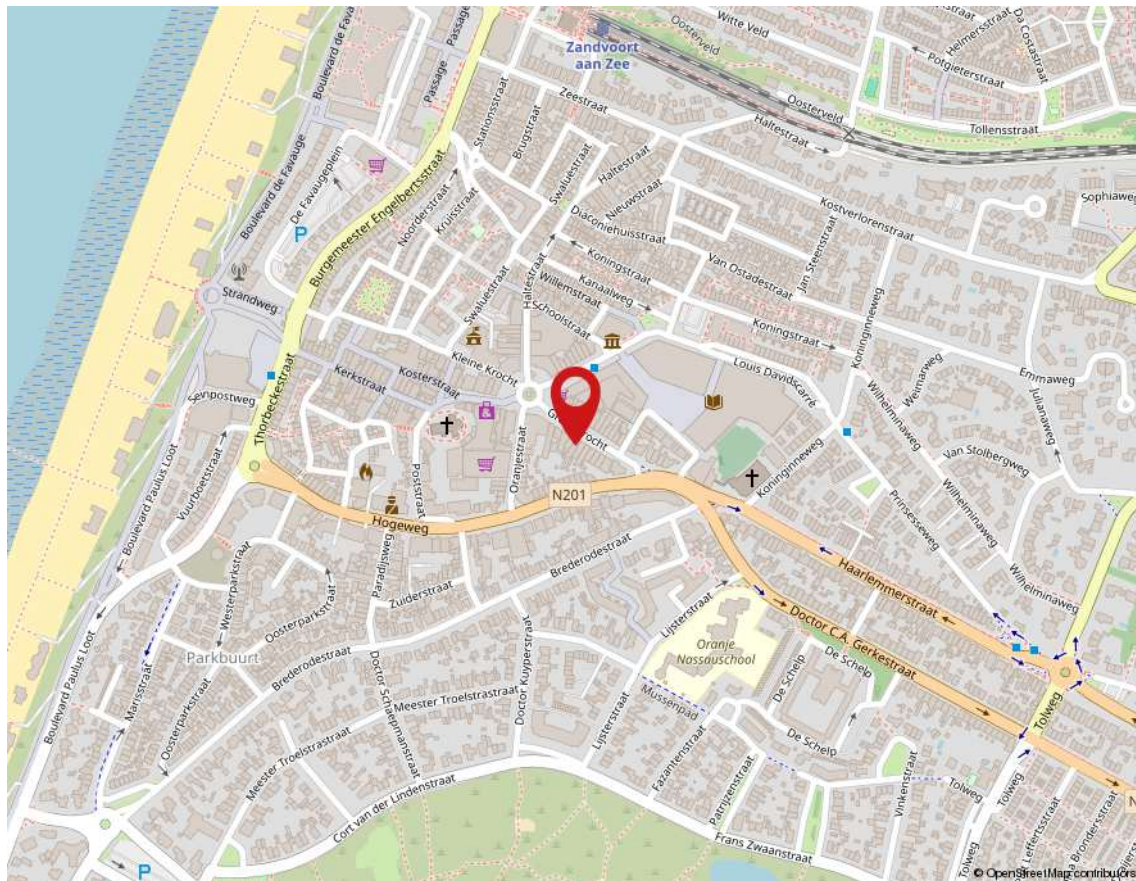 Boulevard de Favauge
Passage
Passage
Passage
Zandvoort
aan Zee
Oosterveld
Witte Veld
Helmersstraat
Da Costastraat
Potgieterstraat
Oosterveld
Tollensstraat
Zeestraat
Haltestraat
Stationsstraat
Brugstraat
Boulevard de Favauge
De Favaugeplein
P
Burgemeester Engelbertsstraat
Noorderstraat
Kruisstraat
Swaluestraat
Haltestraat
Nieuwstraat
Diaconiehuisstraat
Kostverlorenstraat
Sophiaweg
Van Ostadestraat
Jan Steenstraat
Koninginneweg
Strandweg
Swaluestraat
Haltestraat
Koningstraat
Kanaalweg
Willemstraat
Schoolstraat
Koningstraat
Louis Davidscarré
Emmaweg
Kleine Krocht
Kerkstraat
Kosterstraat
Thorbeckestraat
Seinpostweg
Wilhelminaweg
Weimarweg
Julianaweg
Boulevard Paulus Loot
Vuurboetstraat
Poststraat
Oranjestraat
Koninginneweg
Van Stolbergweg
Wilhelminaweg
Prinsesseweg
N201
Hogeweg
Paradijsweg
Brederodestraat
Haarlemmerstraat
Wilhelminaweg
Westerparkstraat
Oosterparkstraat
Zuiderstraat
Lijsterstraat
Doctor C.A. Gerkestraat
Oranje
Nassauschool
De Schelp
De Schelp
Parkbuurt
Brederodestraat
Boulevard Paulus Loot
Marisstraat
Oosterparkstraat
Doctor Schaepmanstraat
Meester Troelstrastraat
Doctor Kuyperstraat
Mussenpad
Lijsterstraat
De Schelp
Tolweg
Meester Troelstrastraat
Fazantenstraat
Patrijzenstraat
Vinkenstraat
Tolweg
Tolweg
Cort van der Lindenstraat
Frans Zwaanstraat
Tolweg
P
© OpenStreetMap contributors